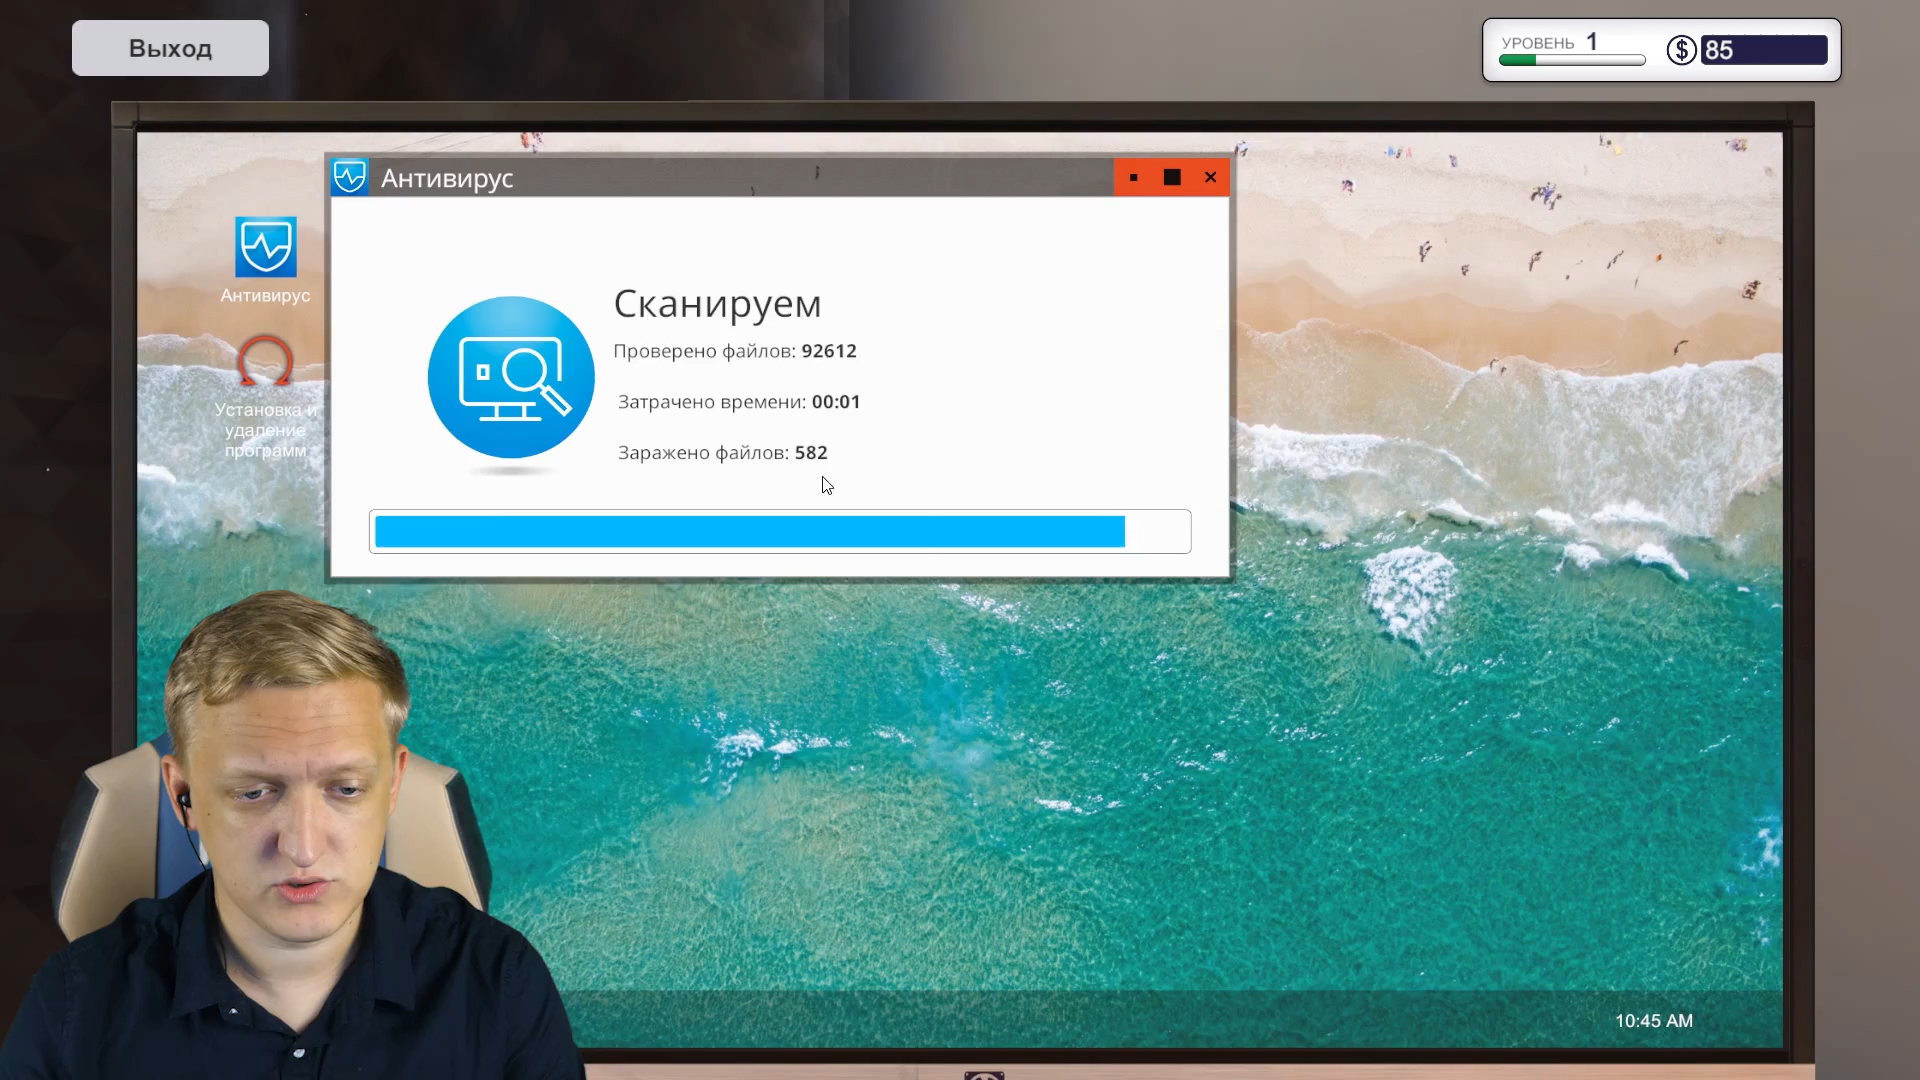 Выход
УРОВЕНЬ 1
$ 85
Антивирус
Антивирус
Сканируем
Проверено файлов: 92612
Затрачено времени: 00:01
Заражено файлов: 582
Установка и
удаление
программ
10:45 AM